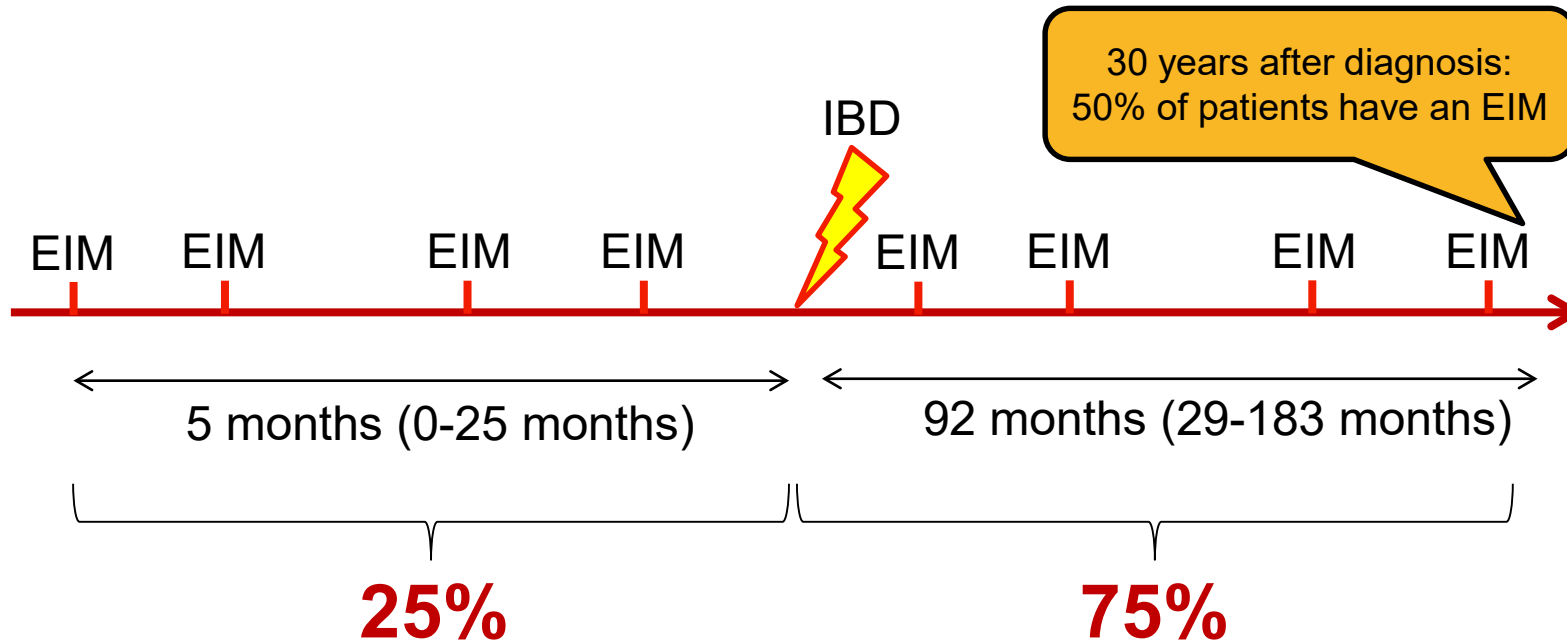 30 years after diagnosis:
50% of patients have an EIM
IBD
EIM EIM EIM EIM EIM EIM EIM EIM
5 months (0-25 months) 92 months (29-183 months)
25% 75%